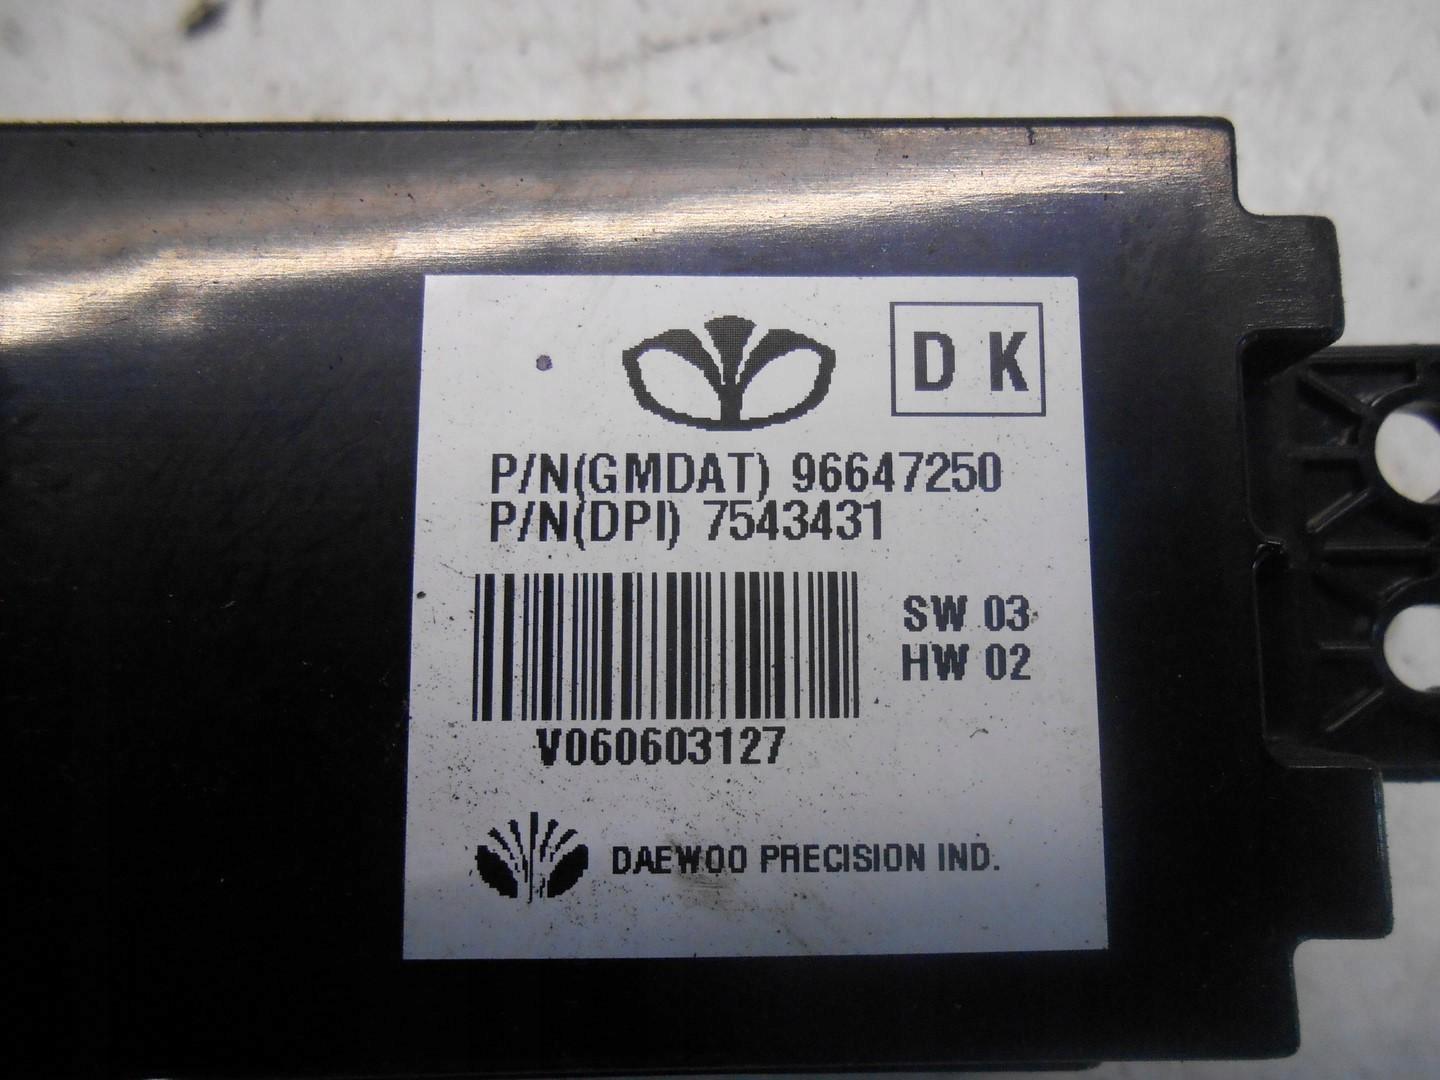 D K
P/N(GMDAT) 96647250
P/N(DPI) 7543431
SW 03
HW 02
V060603127
DAEWOO PRECISION IND.